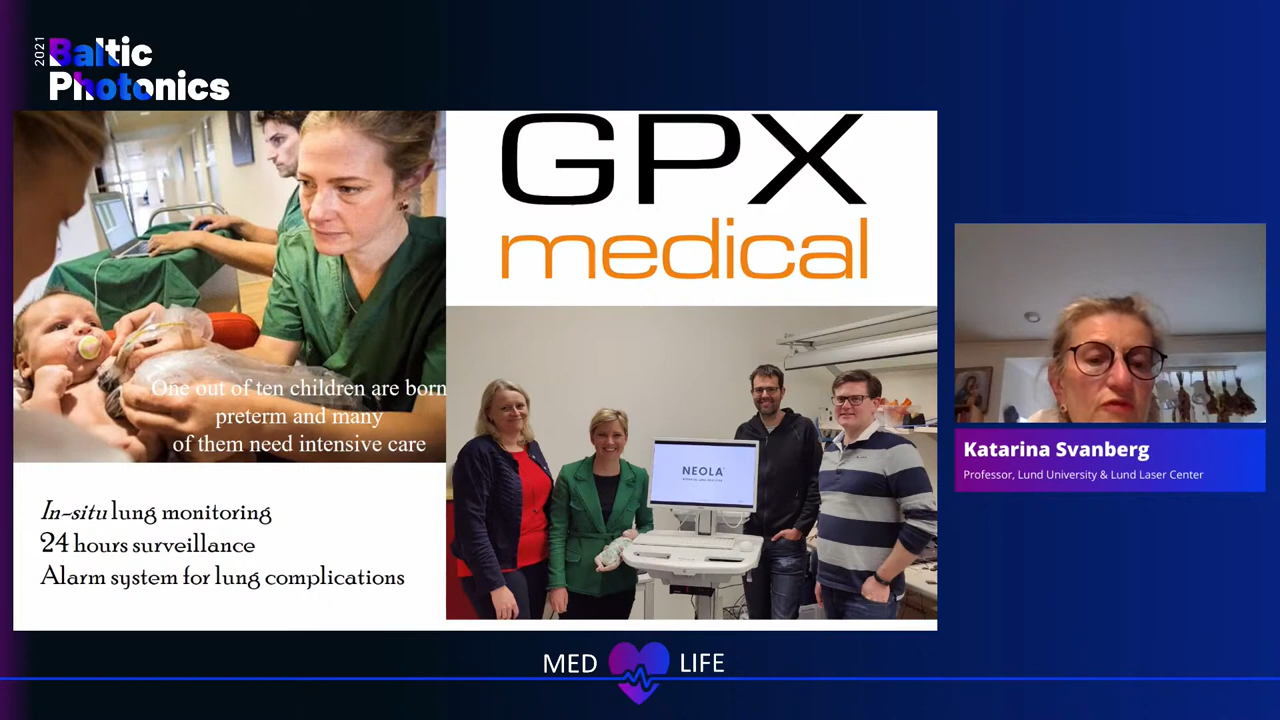 2021
Baltic
Photonics
GPX
medical
One out of ten children are born
preterm and many
of them need intensive care
In-situ lung monitoring
24 hours surveillance
Alarm system for lung complications
NEOLA
Katarina Svanberg
Professor, Lund University & Lund Laser Center
MED LIFE